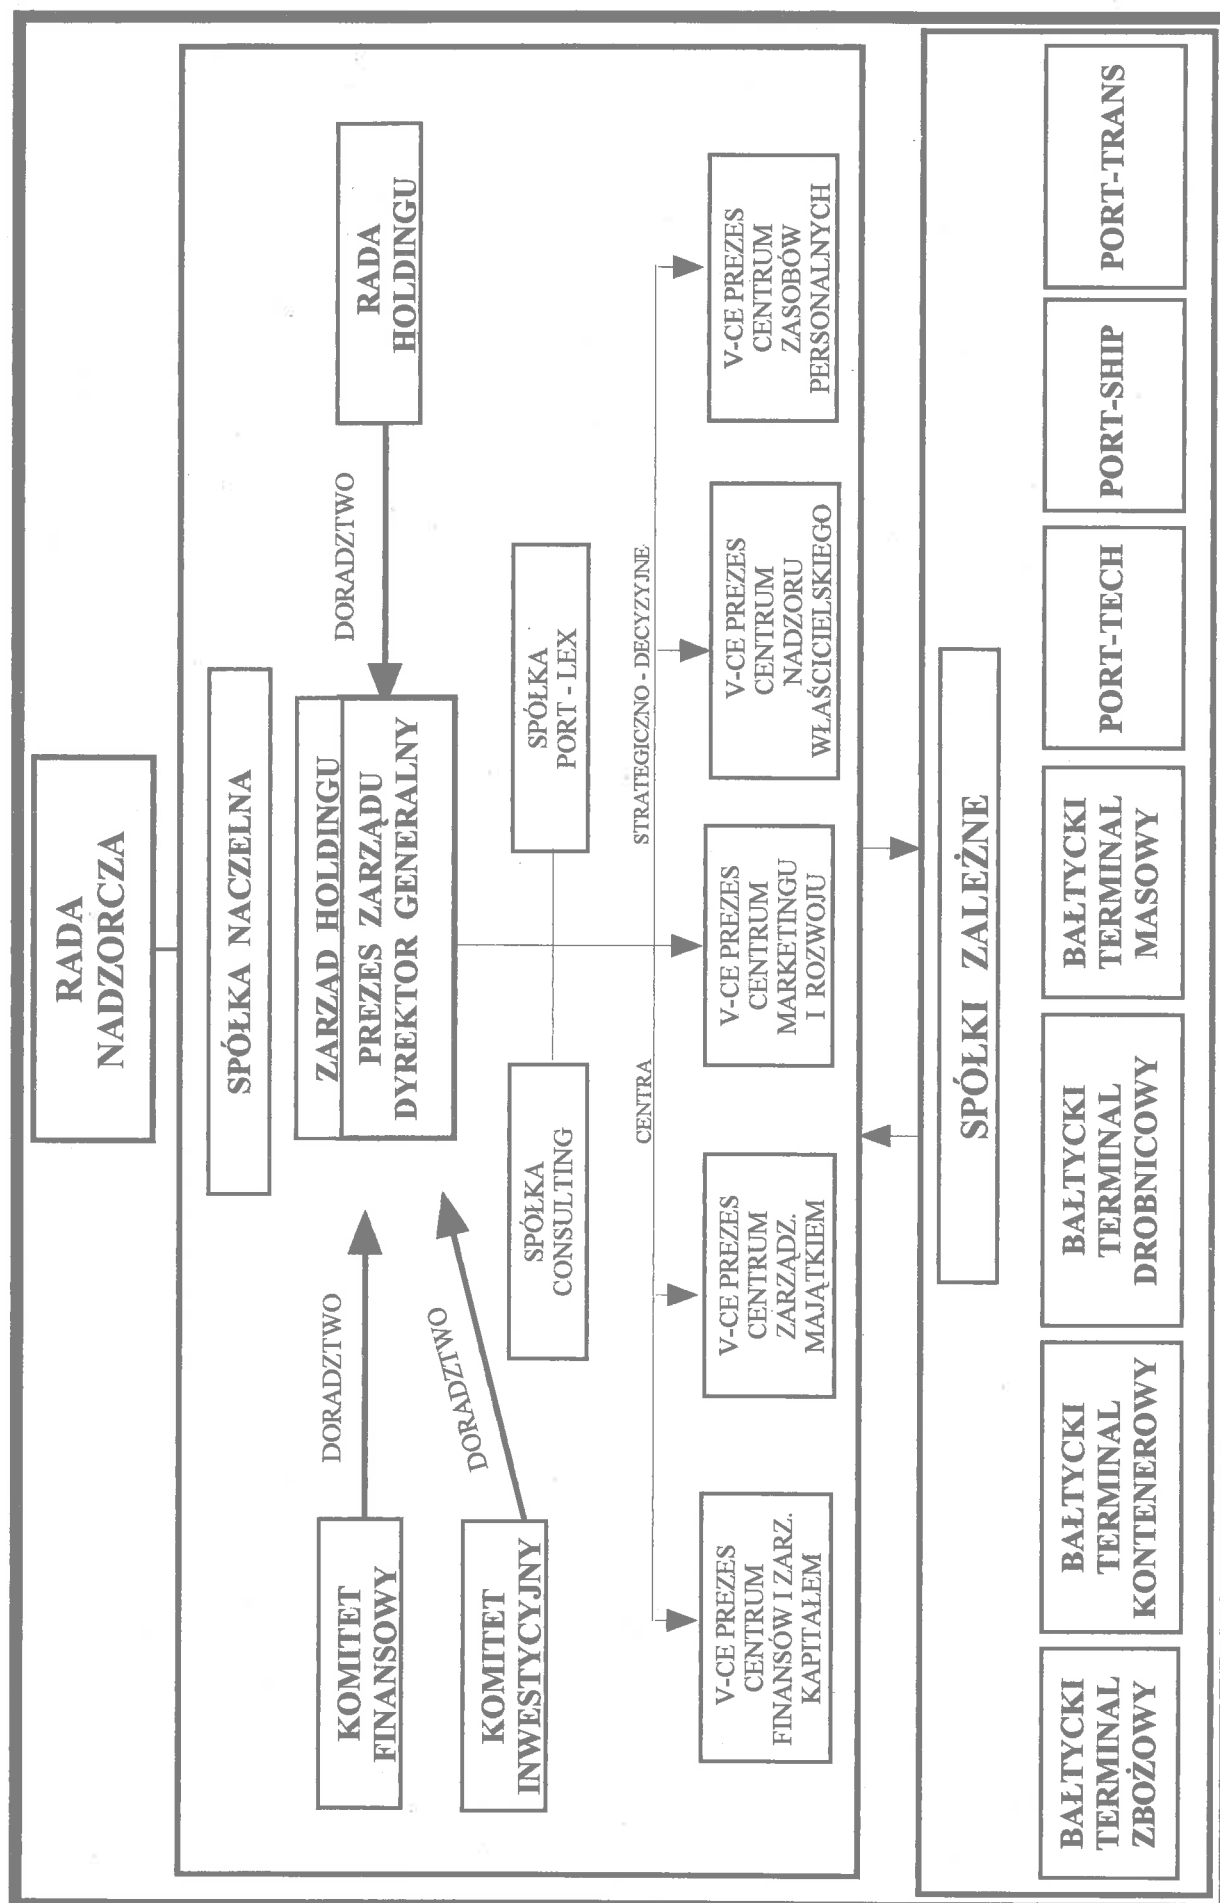 RADA
NADZORCZA
SPÓŁKA NACZELNA
ZARZĄD HOLDINGU
PREZES ZARZĄDU
DYREKTOR GENERALNY
RADA
HOLDINGU
DORADZTWO
KOMITET
FINANSOWY
DORADZTWO
KOMITET
INWESTYCYJNY
DORADZTWO
SPÓŁKA
CONSULTING
SPÓŁKA
PORT - LEX
CENTRA
STRATEGICZNO - DECYZYJNE
V-CE PREZES
CENTRUM
FINANSÓW I ZARZ.
KAPITAŁEM
V-CE PREZES
CENTRUM
ZARZĄDZ.
MAJĄTKIEM
V-CE PREZES
CENTRUM
MARKETINGU
I ROZWOJU
V-CE PREZES
CENTRUM
NADZORU
WŁAŚCICIELSKIEGO
V-CE PREZES
CENTRUM
ZASOBÓW
PERSONALNYCH
SPÓŁKI ZALEŻNE
BAŁTYCKI
TERMINAL
ZBOŻOWY
BAŁTYCKI
TERMINAL
KONTENEROWY
BAŁTYCKI
TERMINAL
DROBNICOWY
BAŁTYCKI
TERMINAL
MASOWY
PORT-TECH
PORT-SHIP
PORT-TRANS